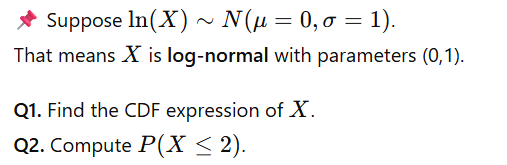 📌 Suppose ln(X) ∼ N(μ = 0, σ = 1).
That means X is log-normal with parameters (0,1).
Q1. Find the CDF expression of X.
Q2. Compute P(X ≤ 2).